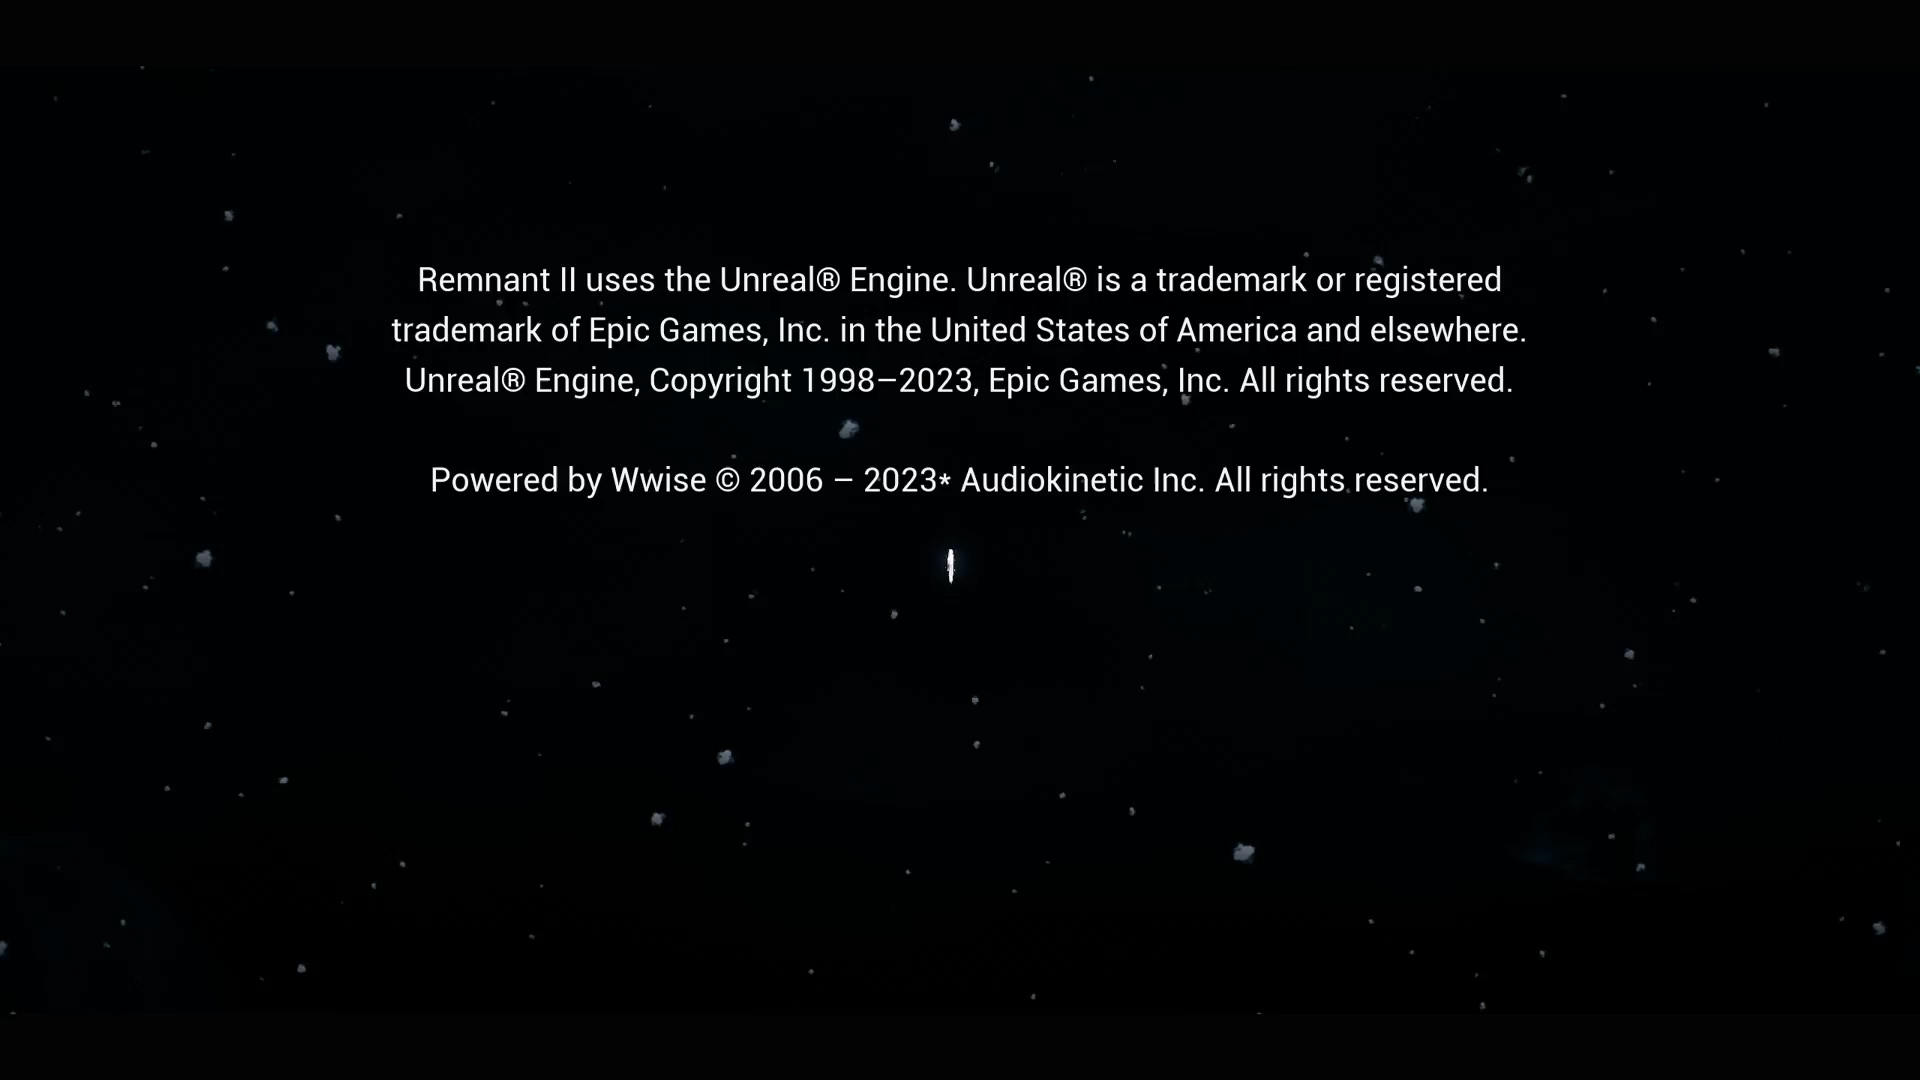 Remnant II uses the Unreal® Engine. Unreal® is a trademark or registered
trademark of Epic Games, Inc. in the United States of America and elsewhere.
Unreal® Engine, Copyright 1998–2023, Epic Games, Inc. All rights reserved.
Powered by Wwise © 2006 – 2023* Audiokinetic Inc. All rights reserved.